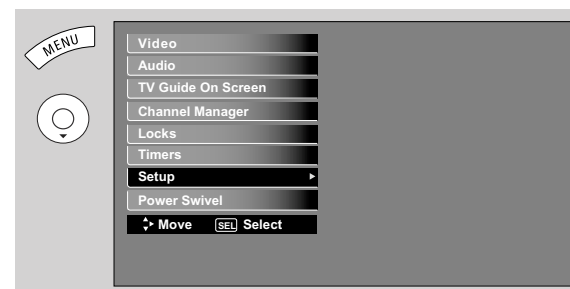 MENU
Video
Audio
TV Guide On Screen
Channel Manager
Locks
Timers
Setup
Power Swivel
Move SEL Select